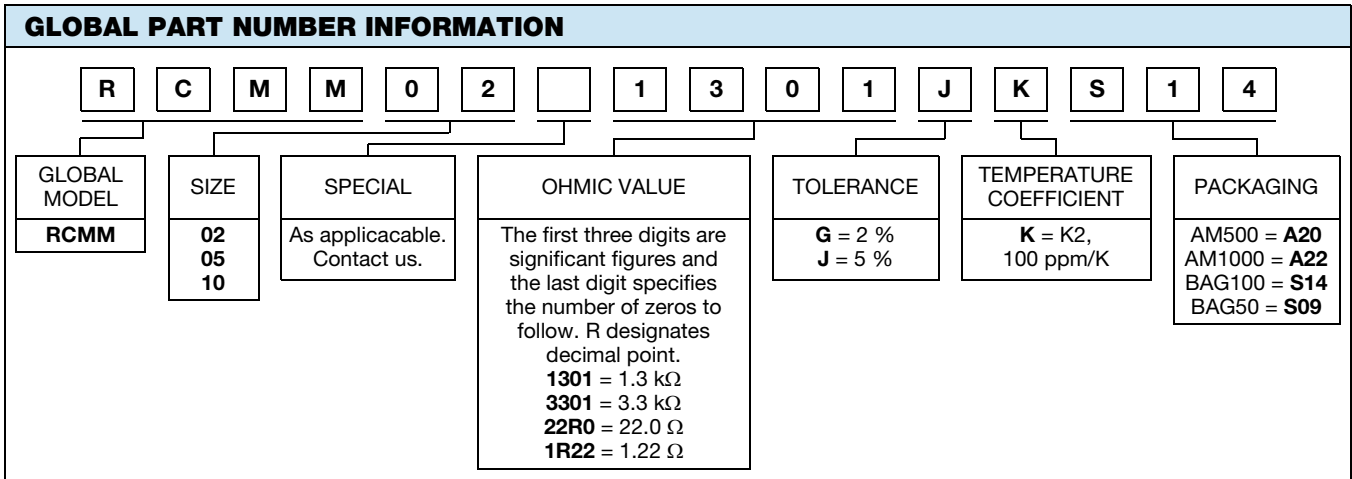 GLOBAL PART NUMBER INFORMATION
R C M M 0 2 1 3 0 1 J K S 1 4
GLOBAL
MODEL
RCMM
SIZE
02
05
10
SPECIAL
As applicacable.
Contact us.
OHMIC VALUE
The first three digits are
significant figures and
the last digit specifies
the number of zeros to
follow. R designates
decimal point.
1301 = 1.3 kΩ
3301 = 3.3 kΩ
22R0 = 22.0 Ω
1R22 = 1.22 Ω
TOLERANCE
G = 2 %
J = 5 %
TEMPERATURE
COEFFICIENT
K = K2,
100 ppm/K
PACKAGING
AM500 = A20
AM1000 = A22
BAG100 = S14
BAG50 = S09